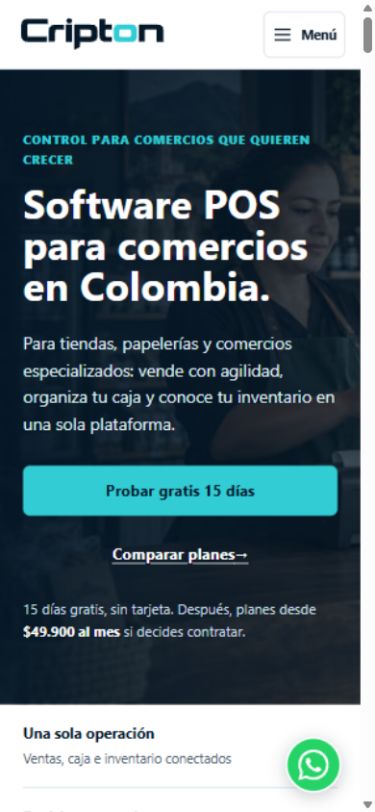 Cripton
Menú
CONTROL PARA COMERCIOS QUE QUIEREN
CRECER
Software POS
para comercios
en Colombia.
Para tiendas, papelerías y comercios
especializados: vende con agilidad,
organiza tu caja y conoce tu inventario en
una sola plataforma.
Probar gratis 15 días
Comparar planes→
15 días gratis, sin tarjeta. Después, planes desde
$49.900 al mes si decides contratar.
Una sola operación
Ventas, caja e inventario conectados